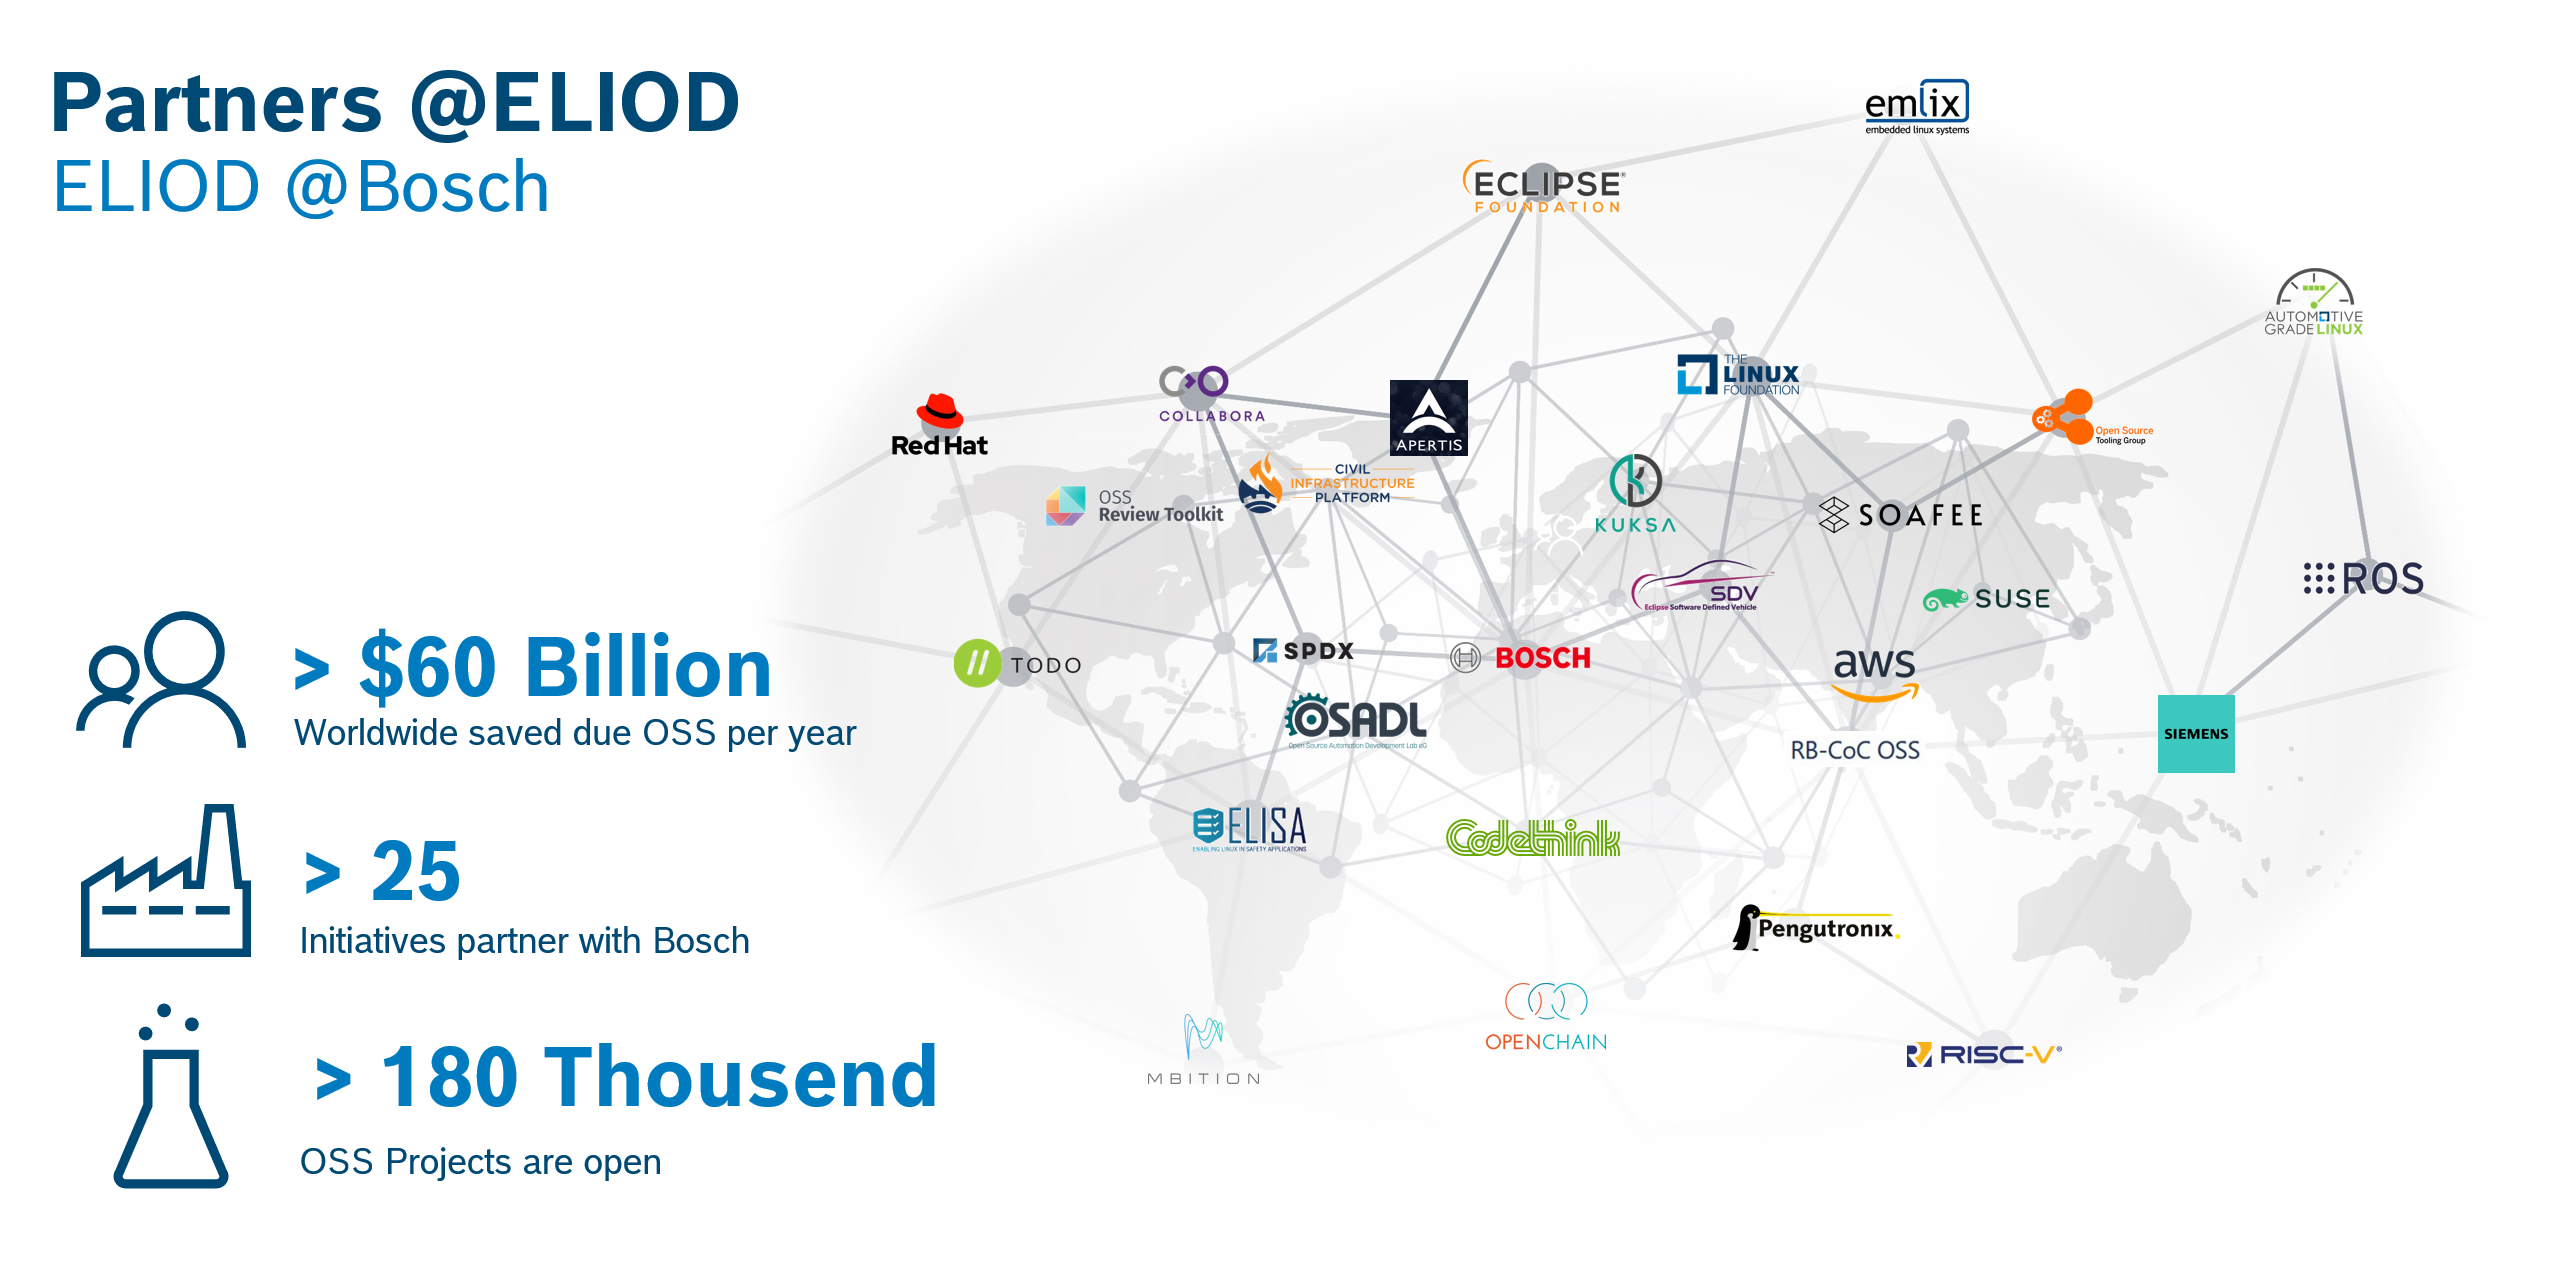 Partners @ELIOD
ELIOD @Bosch
> $60 Billion
Worldwide saved due OSS per year
> 25
Initiatives partner with Bosch
> 180 Thousend
OSS Projects are open
emlix
embedded linux systems
ECLIPSE®
FOUNDATION
AUTOMOTIVE
GRADE LINUX
THE
LINUX
FOUNDATION
COLLABORA
Red Hat
APERTIS
Open Source
Tooling Group
OSS
Review Toolkit
CIVIL
INFRASTRUCTURE
PLATFORM
KUKSA
SOAFEE
SDV
Eclipse Software Defined Vehicle
SUSE
ROS
TODO
SPDX
BOSCH
aws
OSADL
Open Source Automation Development Lab eG
RB-CoC OSS
SIEMENS
ELISA
ENABLING LINUX IN SAFETY APPLICATIONS
Codethink
Pengutronix.
OPENCHAIN
MBITION
RISC-V®